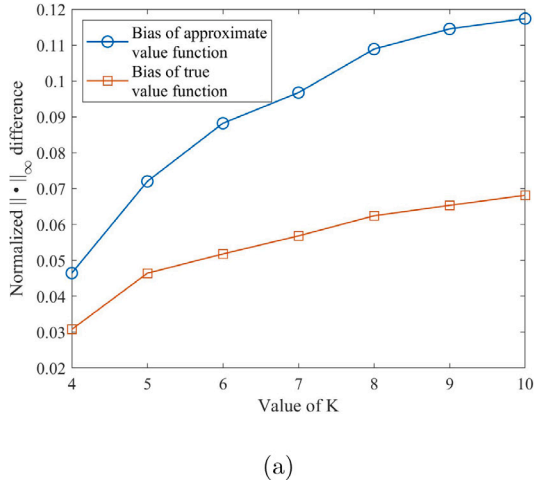 0.12
0.11
0.1
0.09
0.08
0.07
0.06
0.05
0.04
0.03
0.02
Normalized || • ||∞ difference
Bias of approximate
value function
Bias of true
value function
4 5 6 7 8 9 10
Value of K
(a)